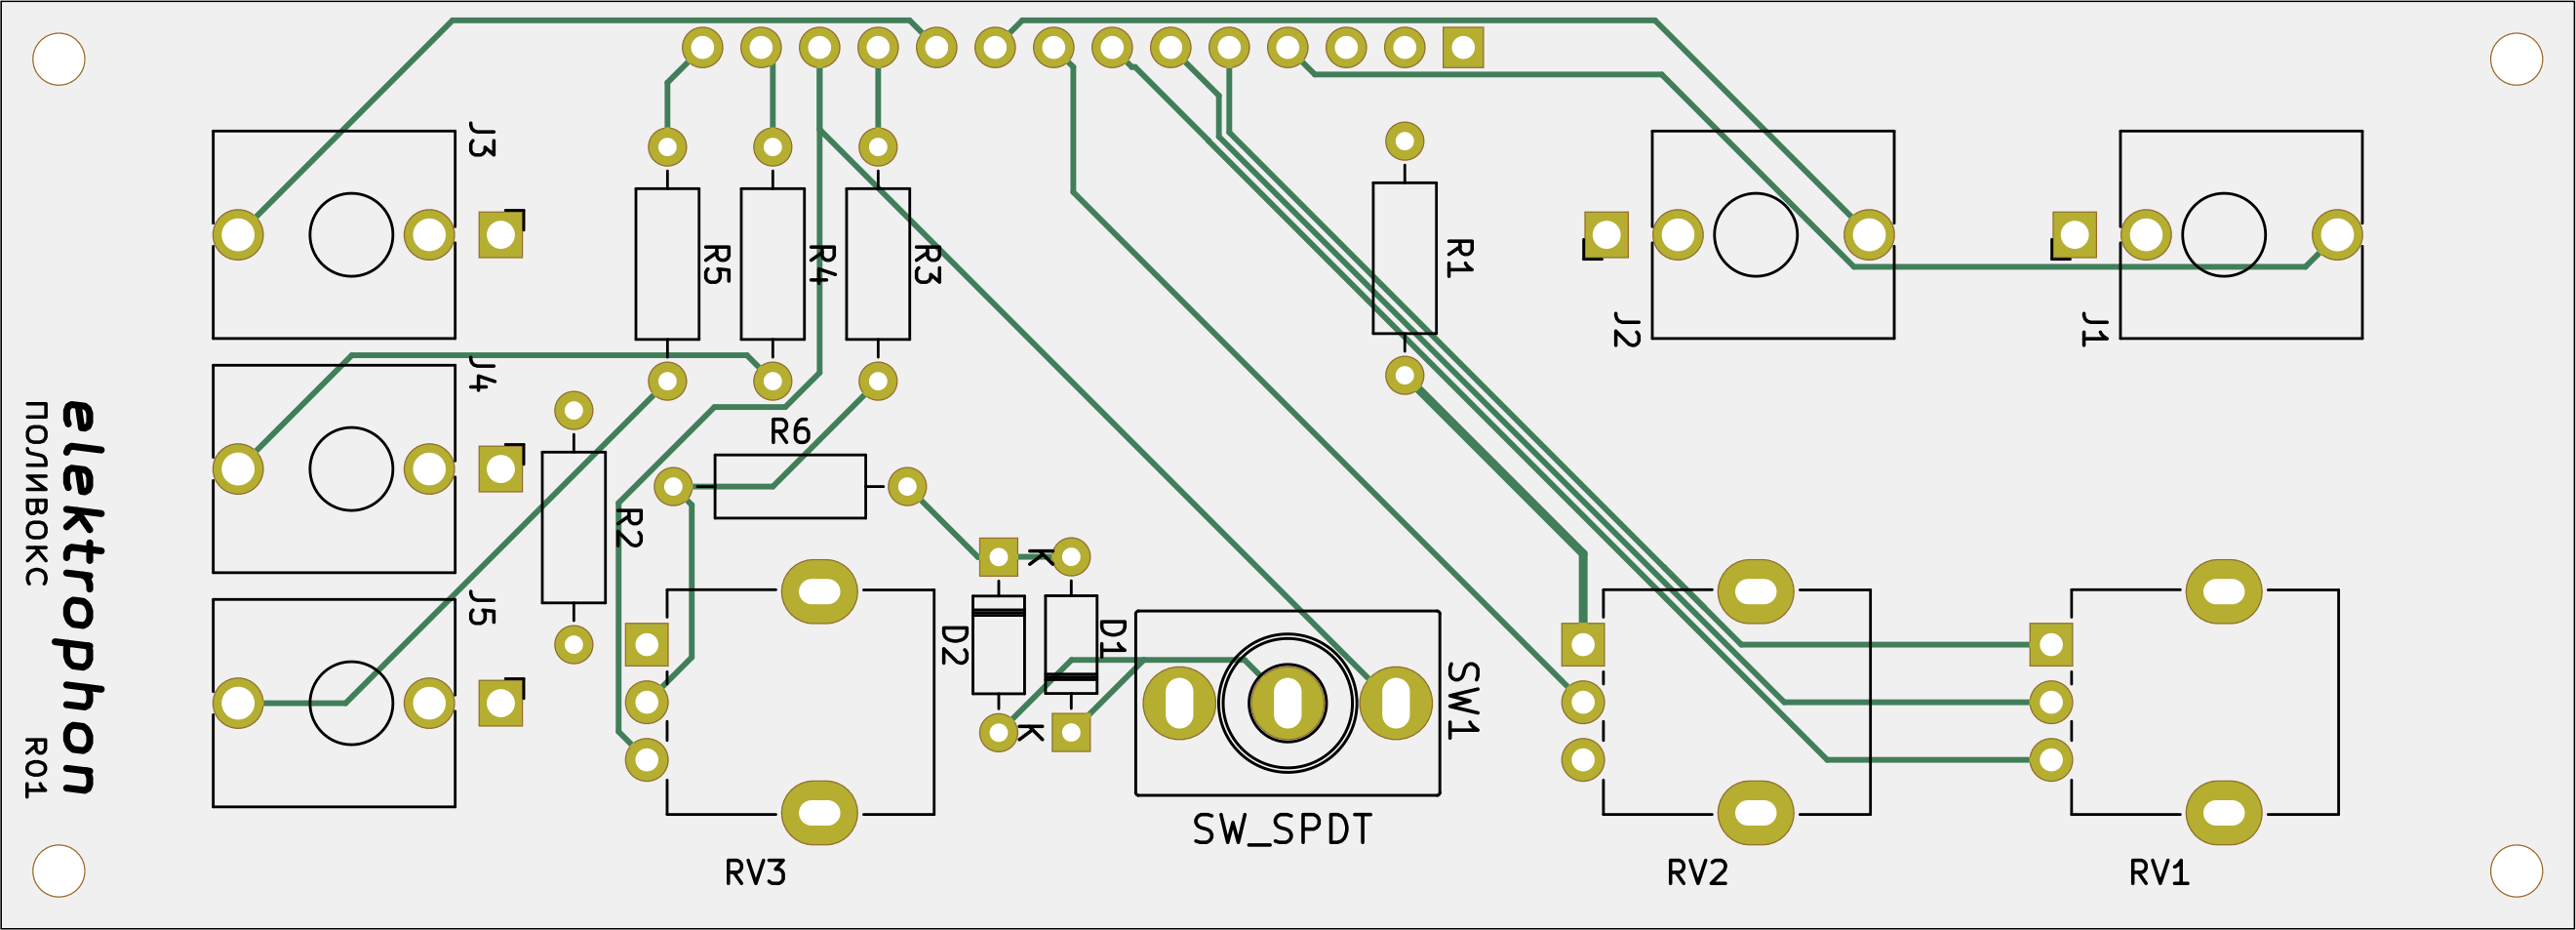 J3
R5
R4
R3
R1
J2
J1
J4
R6
R2
J5
elektrophon
поливокс
R01
K
D2
D1
K
SW1
SW_SPDT
RV3
RV2
RV1